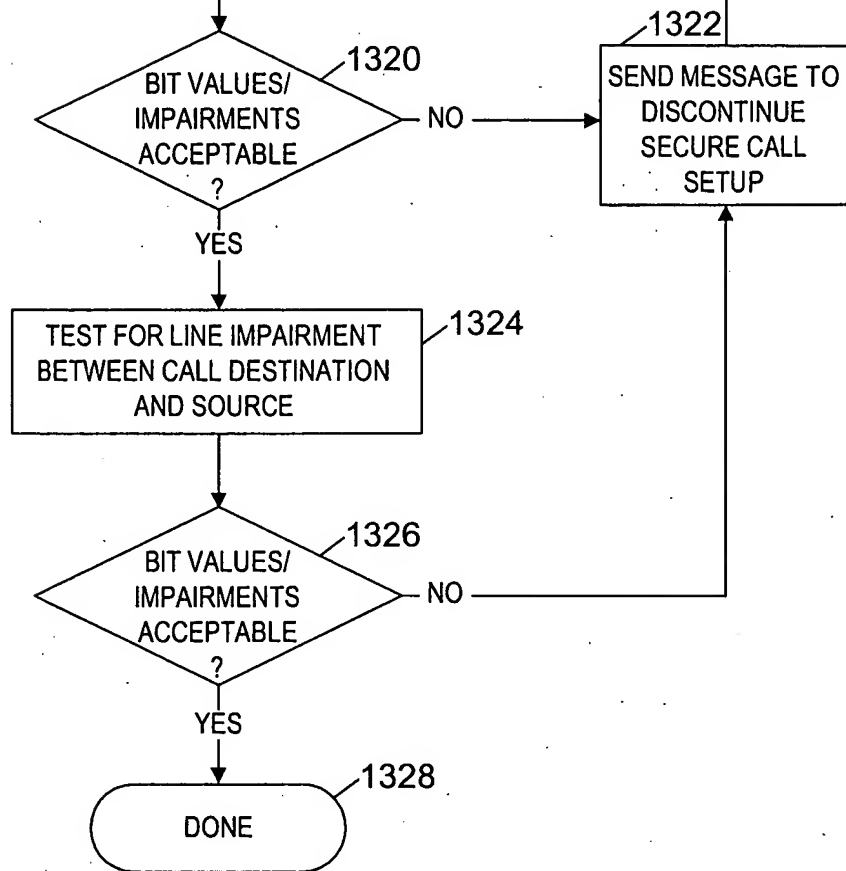 1320
BIT VALUES/
IMPAIRMENTS
ACCEPTABLE
?
NO
1322
SEND MESSAGE TO
DISCONTINUE
SECURE CALL
SETUP
YES
1324
TEST FOR LINE IMPAIRMENT
BETWEEN CALL DESTINATION
AND SOURCE
1326
BIT VALUES/
IMPAIRMENTS
ACCEPTABLE
?
NO
YES
1328
DONE